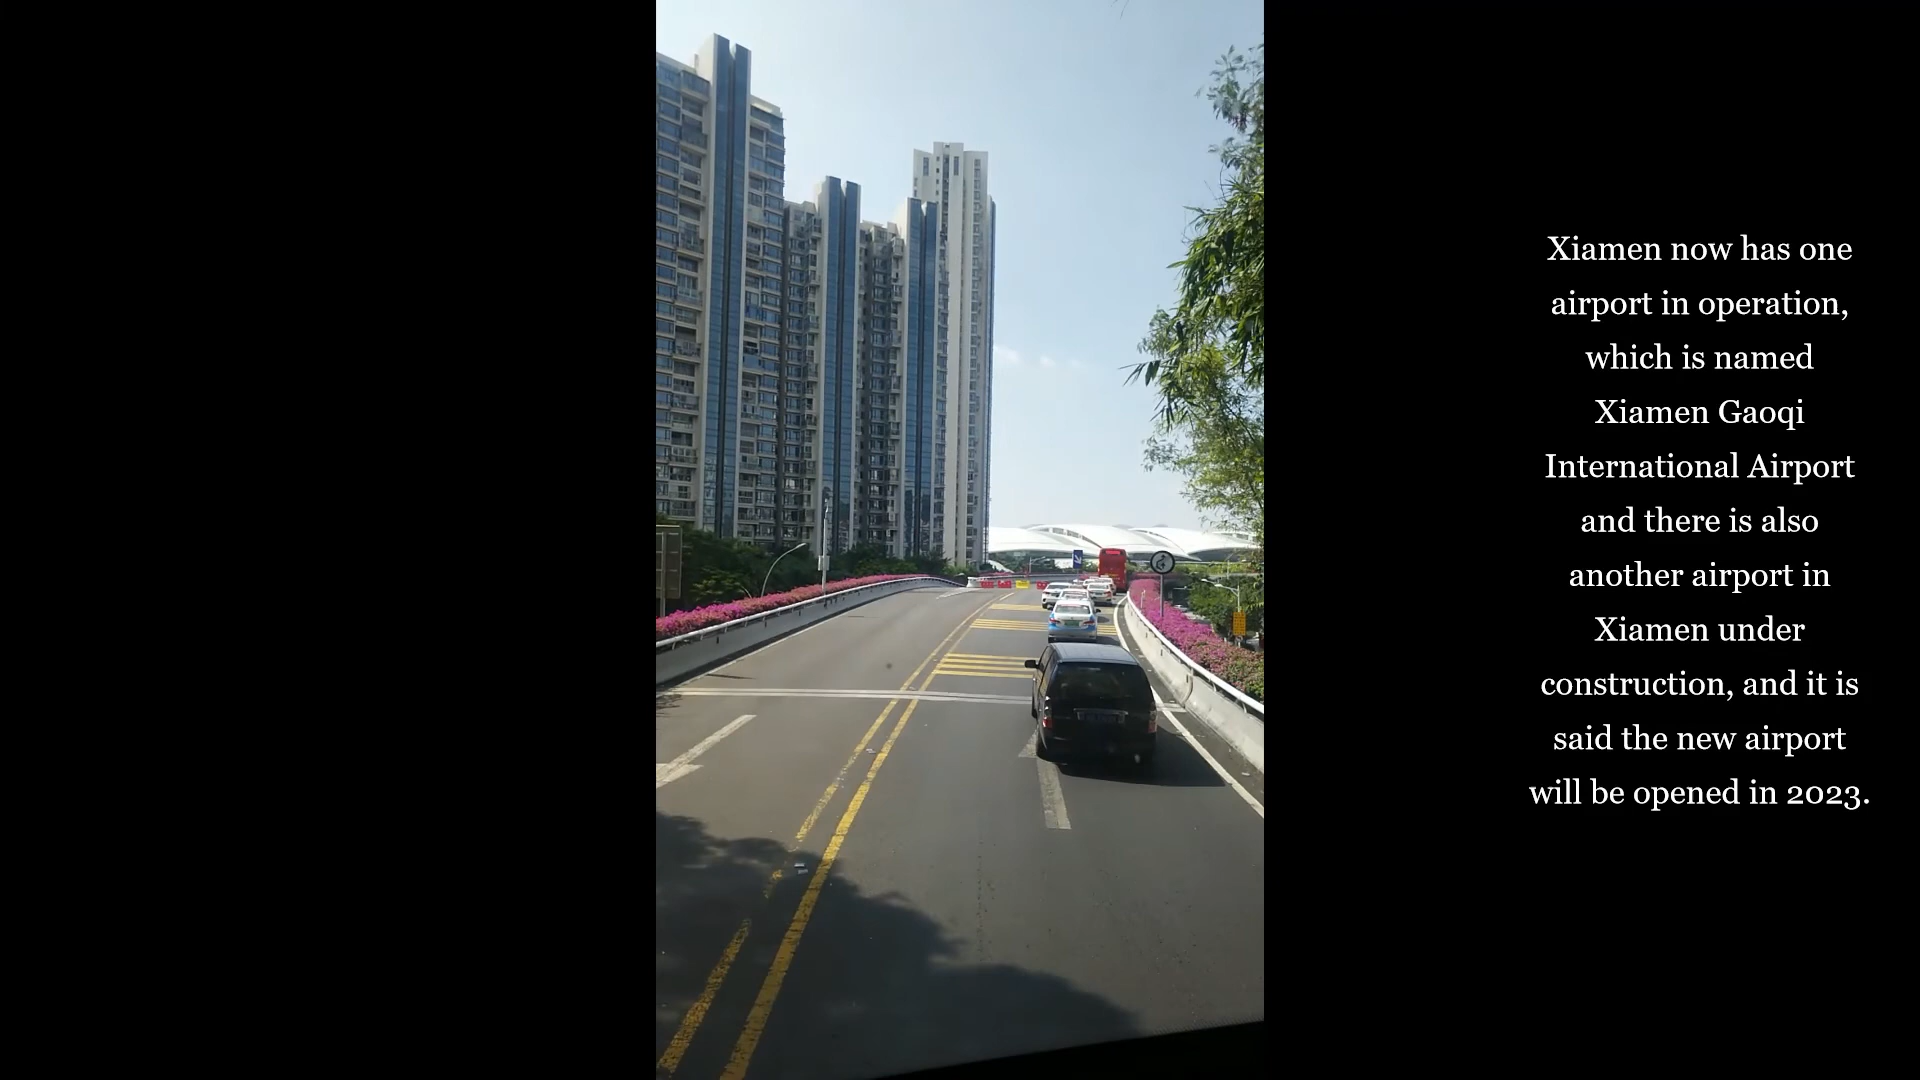 Xiamen now has one
airport in operation,
which is named
Xiamen Gaoqi
International Airport
and there is also
another airport in
Xiamen under
construction, and it is
said the new airport
will be opened in 2023.